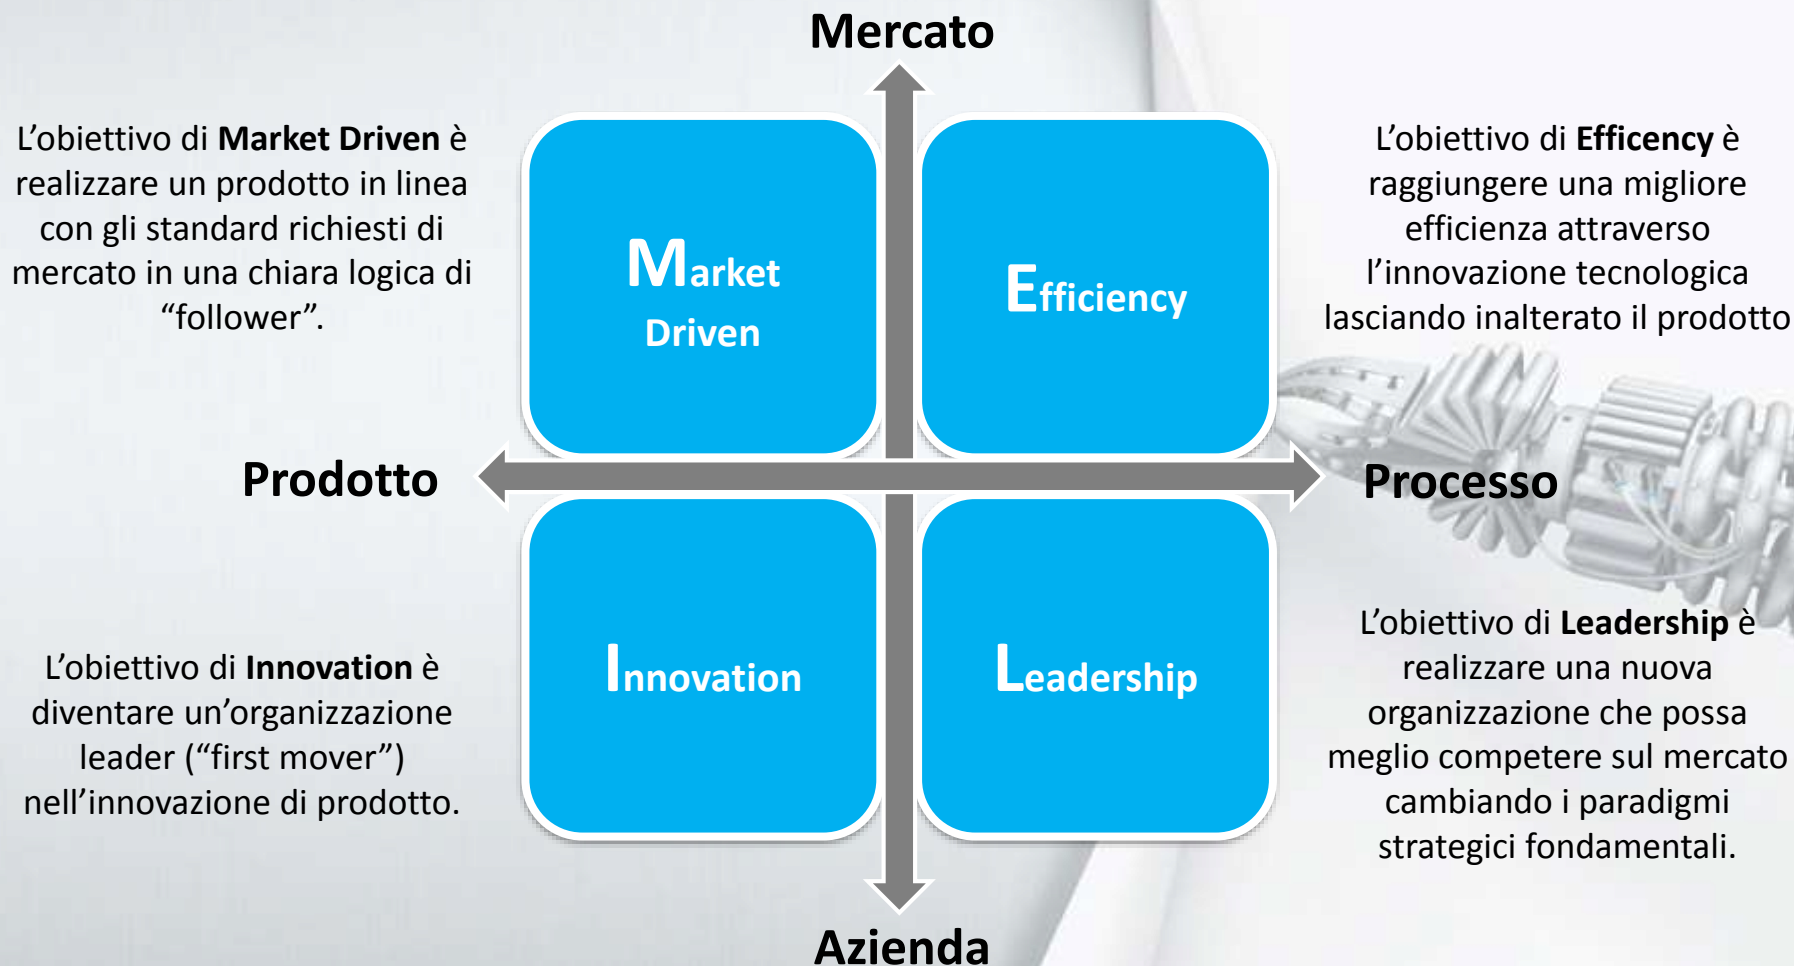 Mercato
L’obiettivo di Market Driven è
realizzare un prodotto in linea
con gli standard richiesti di
mercato in una chiara logica di
“follower”.
Market
Driven
Efficiency
L’obiettivo di Efficency è
raggiungere una migliore
efficienza attraverso
l’innovazione tecnologica
lasciando inalterato il prodotto
Prodotto
Processo
L’obiettivo di Innovation è
diventare un’organizzazione
leader (“first mover”)
nell’innovazione di prodotto.
Innovation
Leadership
L’obiettivo di Leadership è
realizzare una nuova
organizzazione che possa
meglio competere sul mercato
cambiando i paradigmi
strategici fondamentali.
Azienda